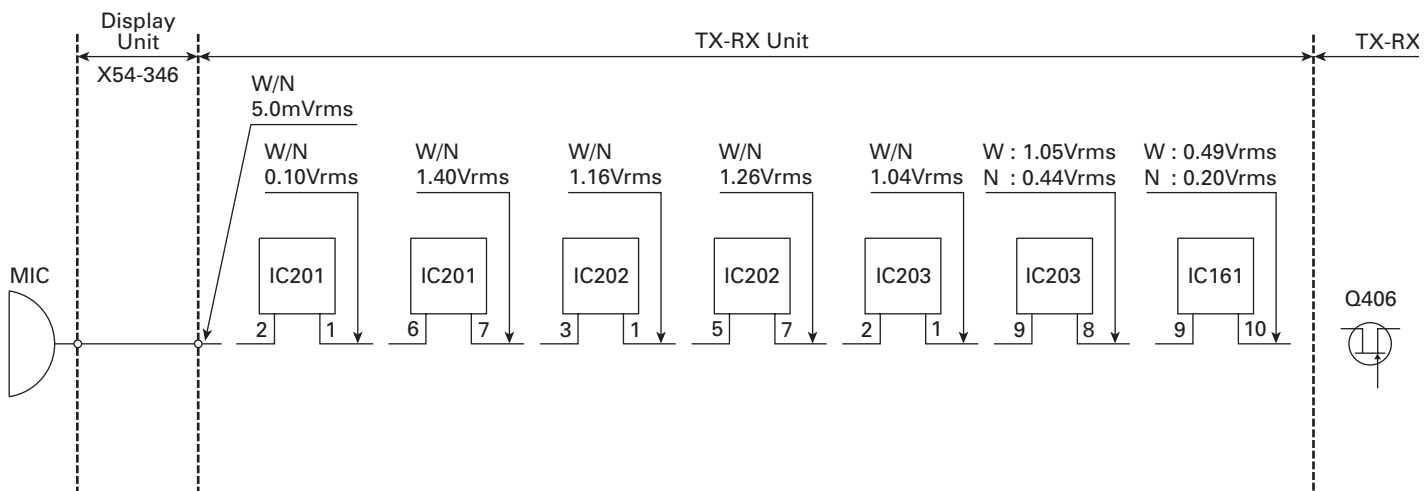 Display
Unit
X54-346
TX-RX Unit
TX-RX
W/N
5.0mVrms
W/N
0.10Vrms
W/N
1.40Vrms
W/N
1.16Vrms
W/N
1.26Vrms
W/N
1.04Vrms
W : 1.05Vrms
N : 0.44Vrms
W : 0.49Vrms
N : 0.20Vrms
MIC
IC201
IC201
IC202
IC202
IC203
IC203
IC161
Q406
2 1
6 7
3 1
5 7
2 1
9 8
9 10